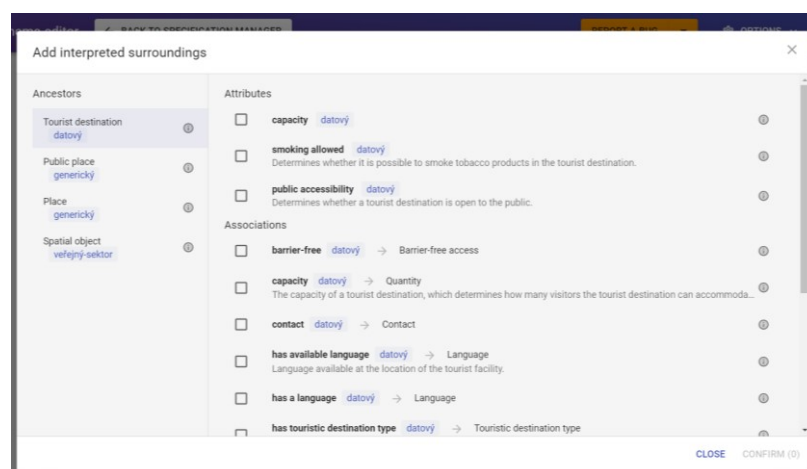 BACK TO SPECIFICATION MANAGER
REPORT A BUG
OPTIONS
Add interpreted surroundings
Ancestors
Tourist destination
datový
Public place
generický
Place
generický
Spatial object
veřejný-sektor
Attributes
capacity datový
smoking allowed datový
Determines whether it is possible to smoke tobacco products in the tourist destination.
public accessibility datový
Determines whether a tourist destination is open to the public.
Associations
barrier-free datový → Barrier-free access
capacity datový → Quantity
The capacity of a tourist destination, which determines how many visitors the tourist destination can accommoda...
contact datový → Contact
has available language datový → Language
Language available at the location of the tourist facility.
has a language datový → Language
has touristic destination type datový → Touristic destination type
CLOSE CONFIRM (0)